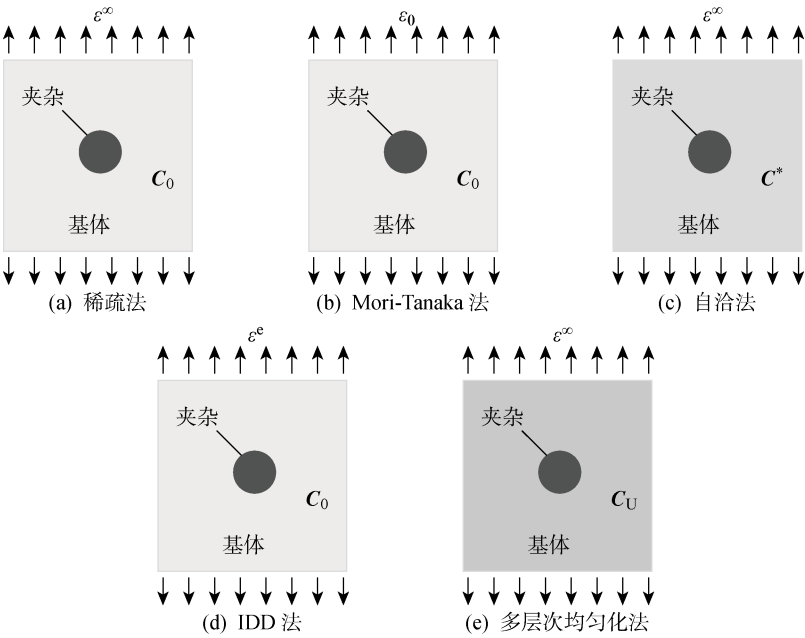 ε∞ ε0 ε∞
夹杂 夹杂 夹杂
C0 C0 C*
基体 基体 基体
(a) 稀疏法 (b) Mori-Tanaka 法 (c) 自洽法
εe ε∞
夹杂 夹杂
C0 CU
基体 基体
(d) IDD 法 (e) 多层次均匀化法